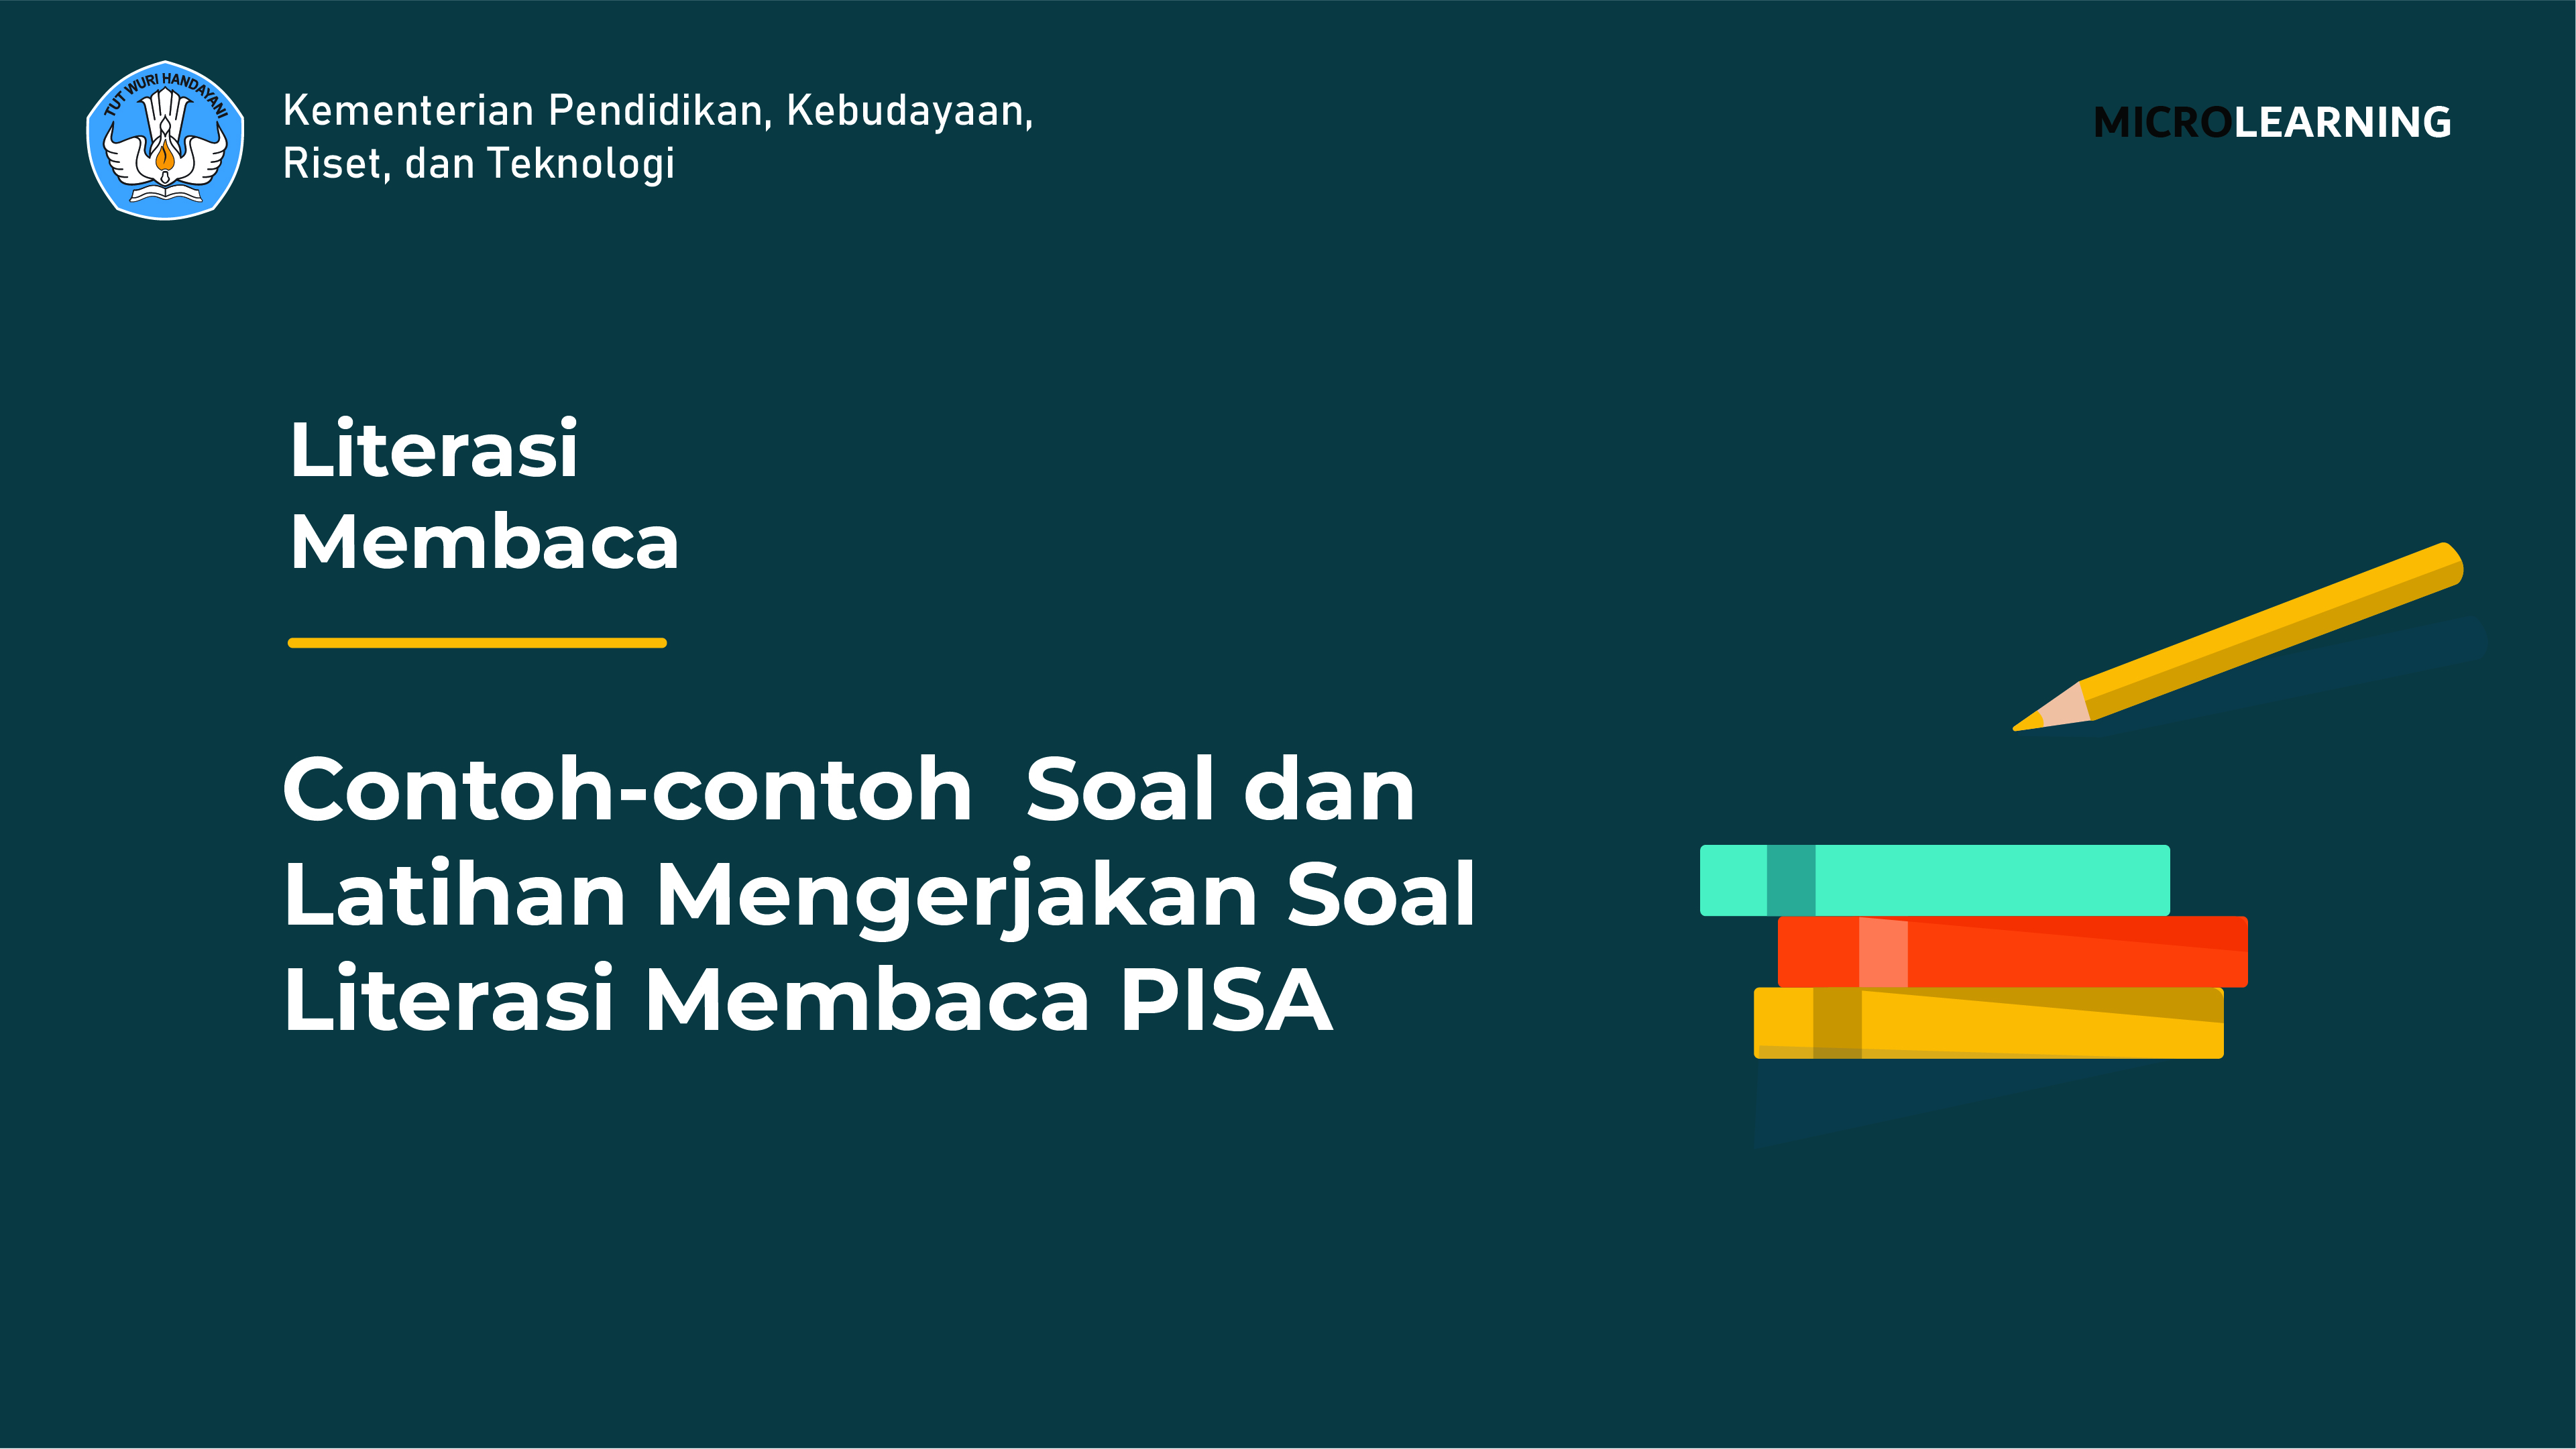 TUT WURI HANDAYANI
Kementerian Pendidikan, Kebudayaan,
Riset, dan Teknologi
MICROLEARNING
Literasi
Membaca
Contoh-contoh  Soal dan
Latihan Mengerjakan Soal
Literasi Membaca PISA